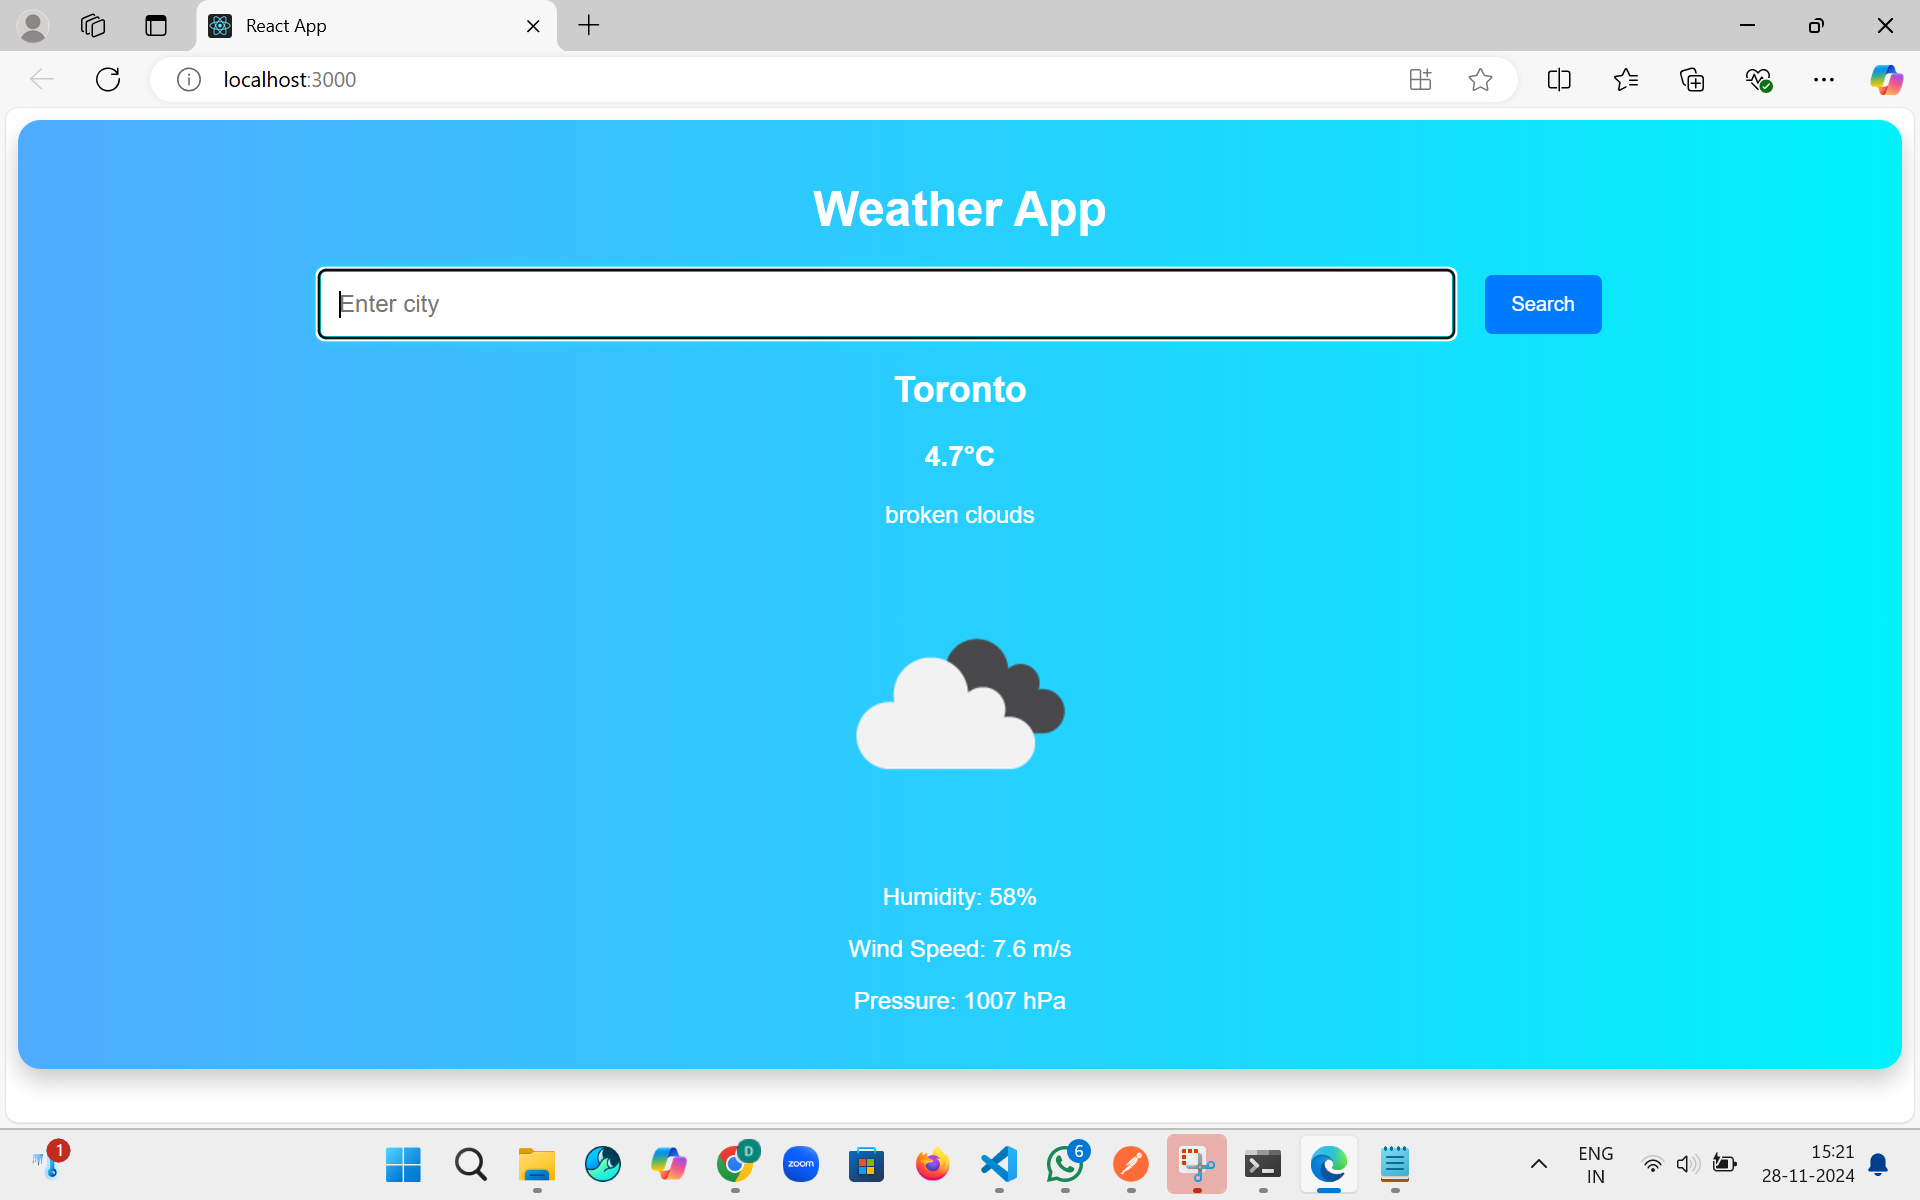 React App
localhost:3000
Weather App
Enter city
Search
Toronto
4.7°C
broken clouds
Humidity: 58%
Wind Speed: 7.6 m/s
Pressure: 1007 hPa
1
D
zoom
6
ENG
IN
15:21
28-11-2024